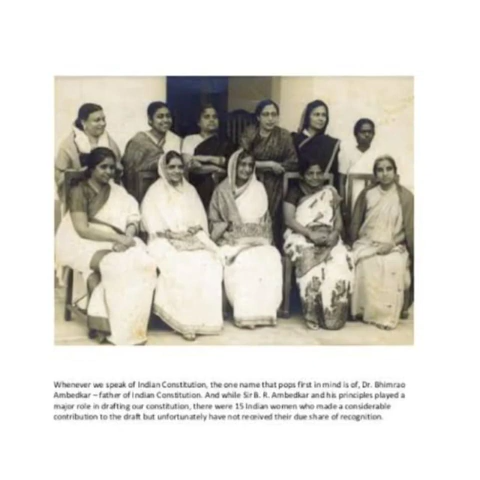 Whenever we speak of Indian Constitution, the one name that pops first in mind is of, Dr. Bhimrao
Ambedkar – father of Indian Constitution. And while Sir B. R. Ambedkar and his principles played a
major role in drafting our constitution, there were 15 Indian women who made a considerable
contribution to the draft but unfortunately have not received their due share of recognition.